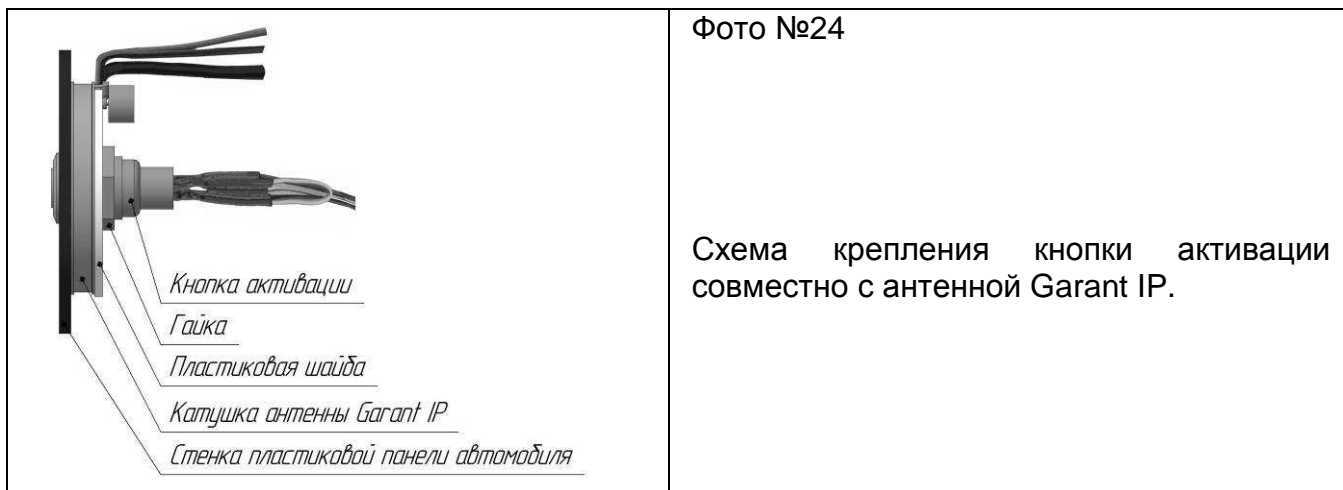 Кнопка активации
Гайка
Пластиковая шайба
Катушка антенны Garant IP
Стенка пластиковой панели автомобиля
Фото №24
Схема крепления кнопки активации
совместно с антенной Garant IP.